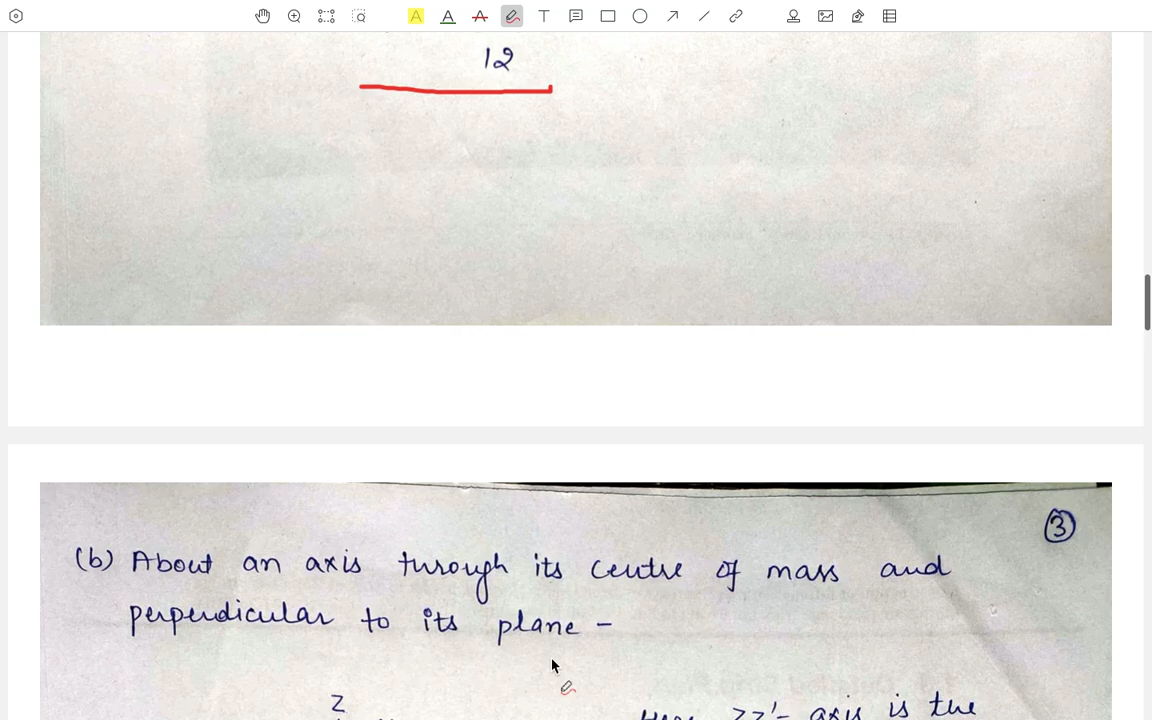 12
3
(b) About an axis through its centre of mass and
perpendicular to its plane -
Z
Here ZZ'- axis is the